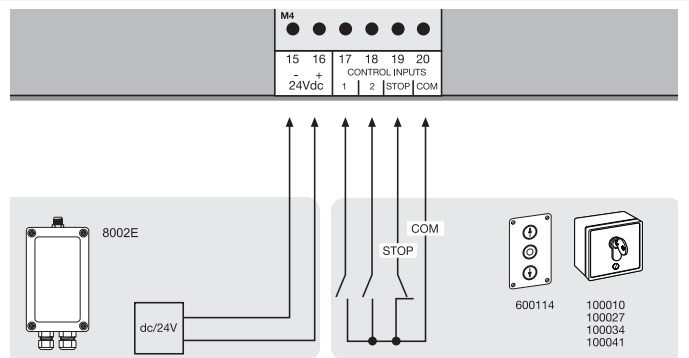 M4
15 16 17 18 19 20
- + CONTROL INPUTS
24Vdc 1 2 STOP COM
8002E
dc/24V
COM
STOP
600114
100010
100027
100034
100041